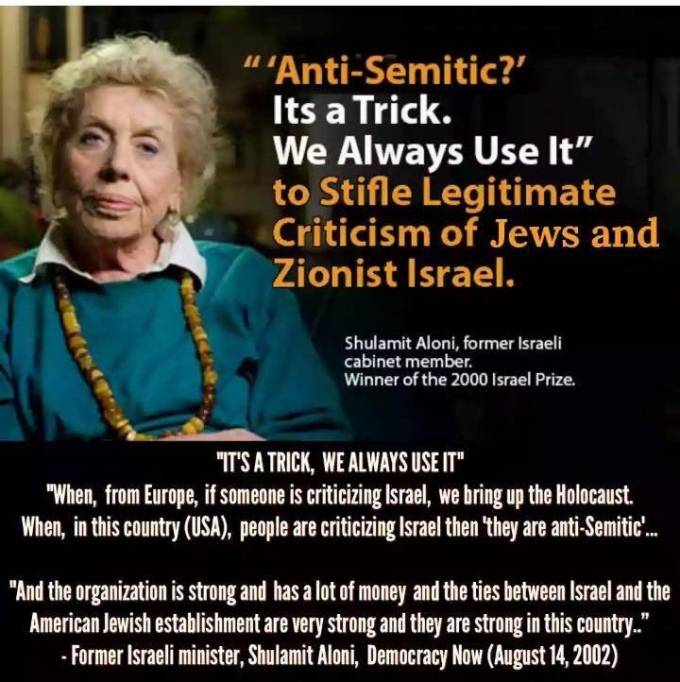 “‘Anti-Semitic?’
Its a Trick.
We Always Use It”
to Stifle Legitimate
Criticism of Jews and
Zionist Israel.
Shulamit Aloni, former Israeli
cabinet member.
Winner of the 2000 Israel Prize.
"IT'S A TRICK, WE ALWAYS USE IT"
"When, from Europe, if someone is criticizing Israel, we bring up the Holocaust.
When, in this country (USA), people are criticizing Israel then 'they are anti-Semitic'...
"And the organization is strong and has a lot of money and the ties between Israel and the
American Jewish establishment are very strong and they are strong in this country.."
- Former Israeli minister, Shulamit Aloni, Democracy Now (August 14, 2002)